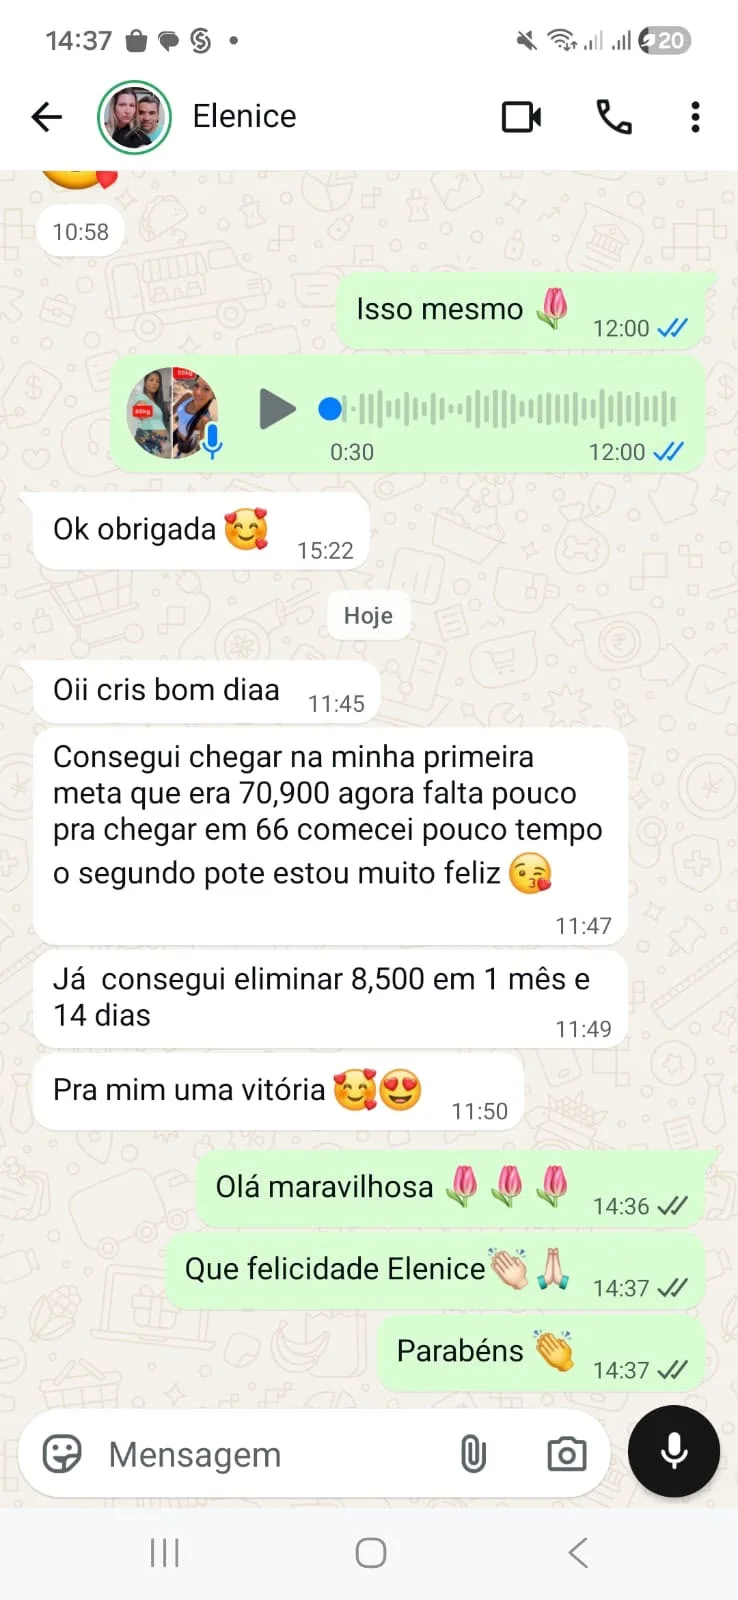 14:37
20
Elenice
10:58
Isso mesmo 🌷 12:00
0:30 12:00
Ok obrigada 🥰 15:22
Hoje
Oii cris bom diaa 11:45
Consegui chegar na minha primeira
meta que era 70,900 agora falta pouco
pra chegar em 66 comecei pouco tempo
o segundo pote estou muito feliz 😘
11:47
Já consegui eliminar 8,500 em 1 mês e
14 dias
11:49
Pra mim uma vitória 🥰😍 11:50
Olá maravilhosa 🌷🌷🌷 14:36
Que felicidade Elenice👏🏻🙏🏻 14:37
Parabéns 👏 14:37
Mensagem